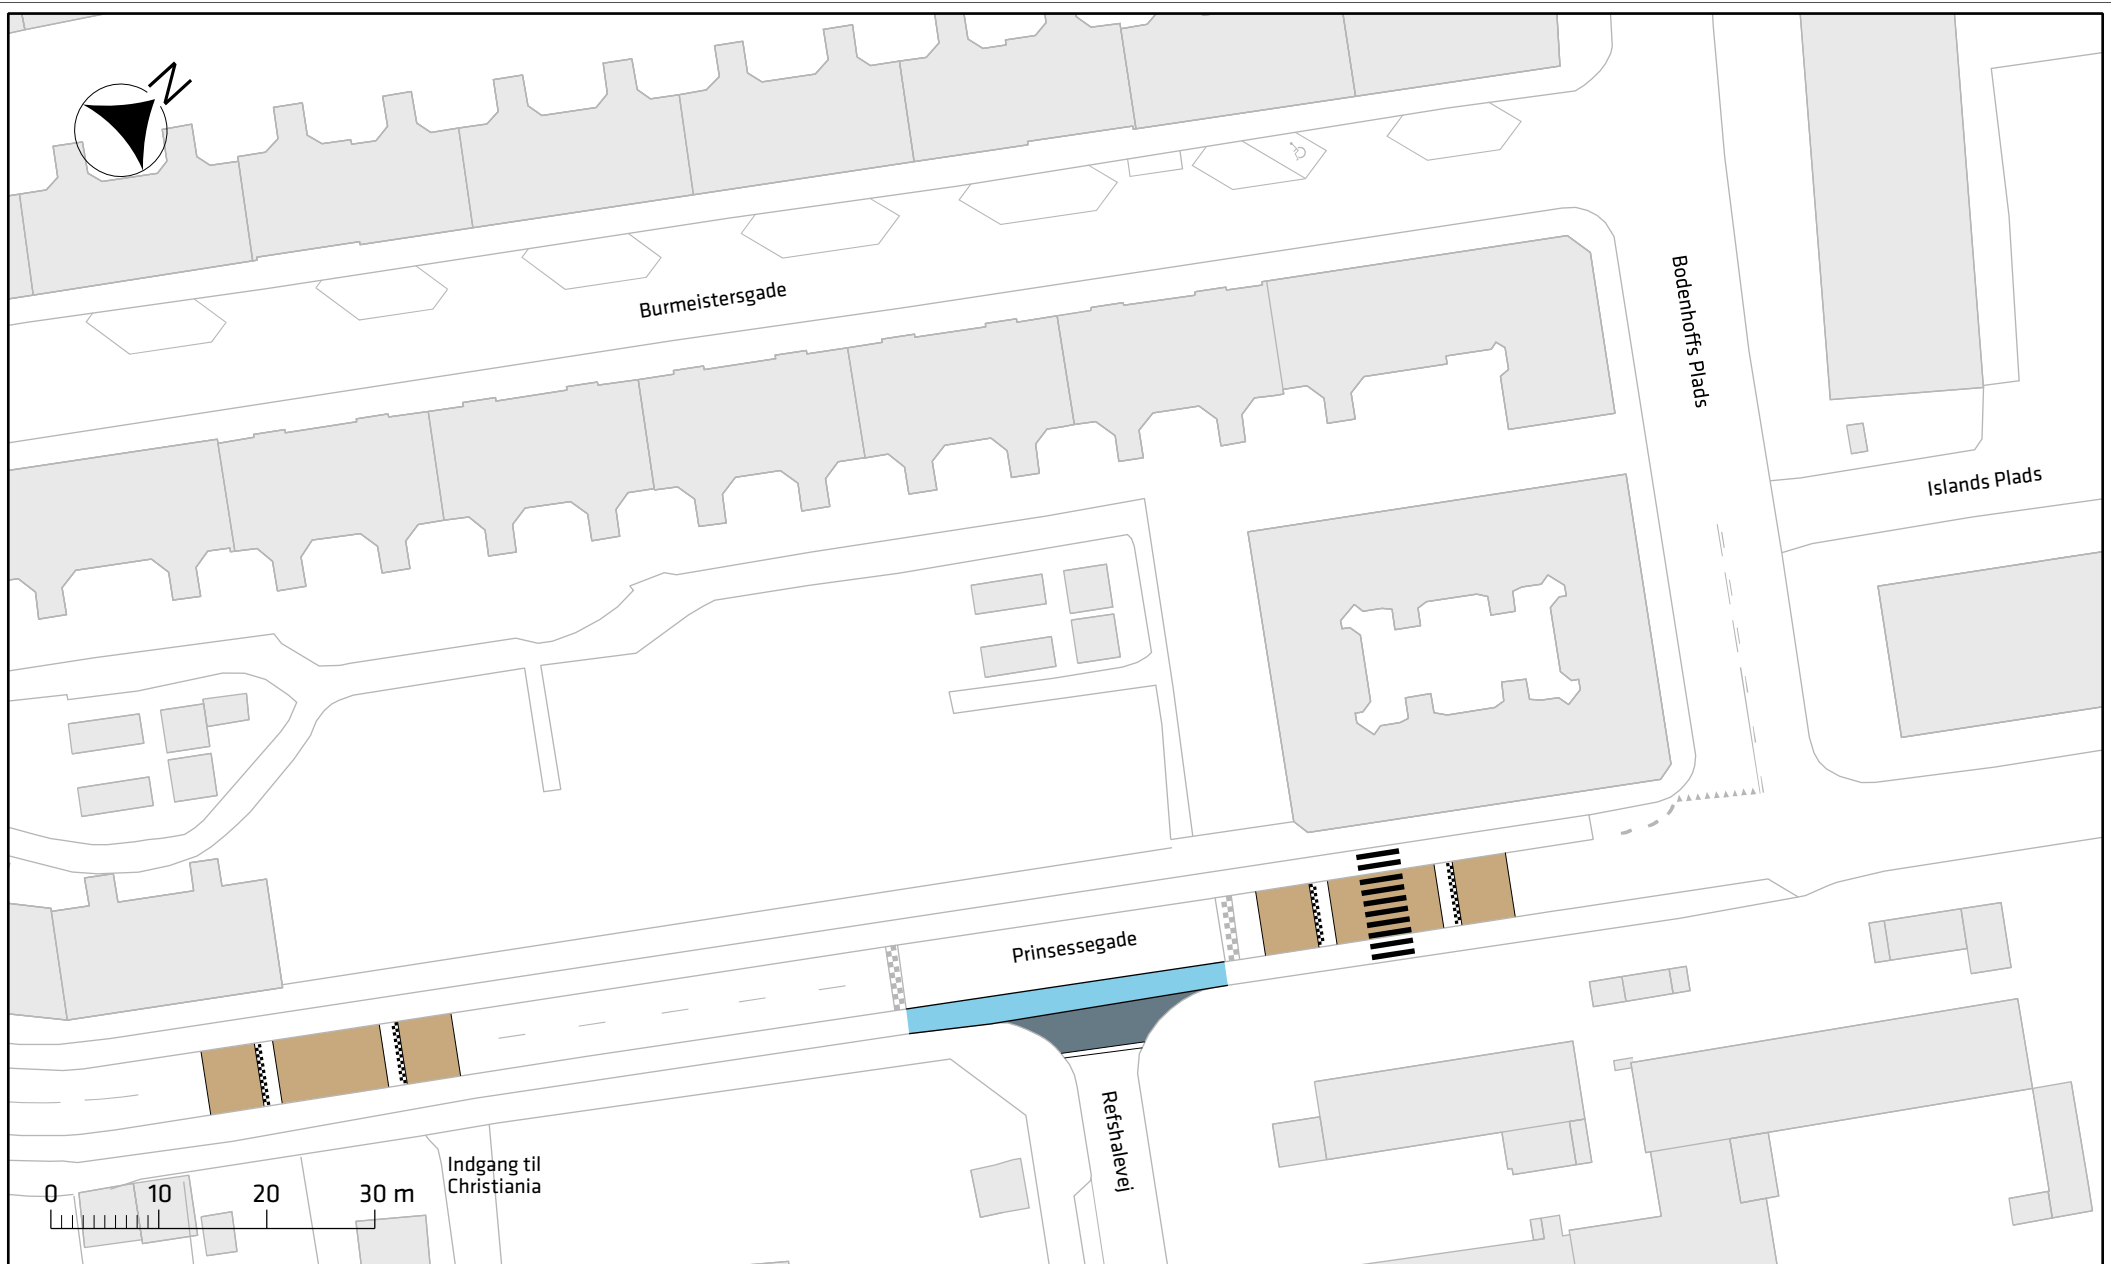 N
Burmeistersgade
Bodenhoffs Plads
Islands Plads
Prinsessegade
Refshalevej
Indgang til
Christiania
0 10 20 30 m